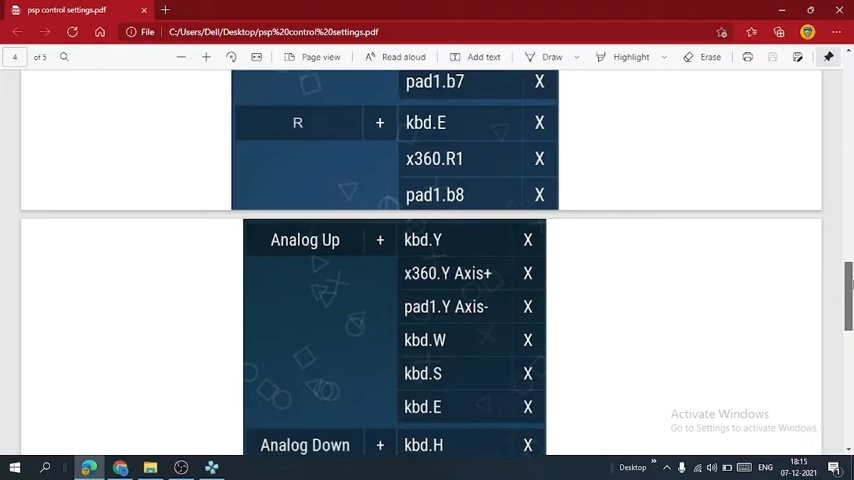 psp control settings.pdf
File
C:/Users/Dell/Desktop/psp%20control%20settings.pdf
4 of 5
Page view
Read aloud
Add text
Draw
Highlight
Erase
pad1.b7 X
R + kbd.E X
x360.R1 X
pad1.b8 X
Analog Up + kbd.Y X
x360.Y Axis+ X
pad1.Y Axis- X
kbd.W X
kbd.S X
kbd.E X
Analog Down + kbd.H X
Activate Windows
Go to Settings to activate Windows.
Desktop
ENG
18:15
07-12-2021